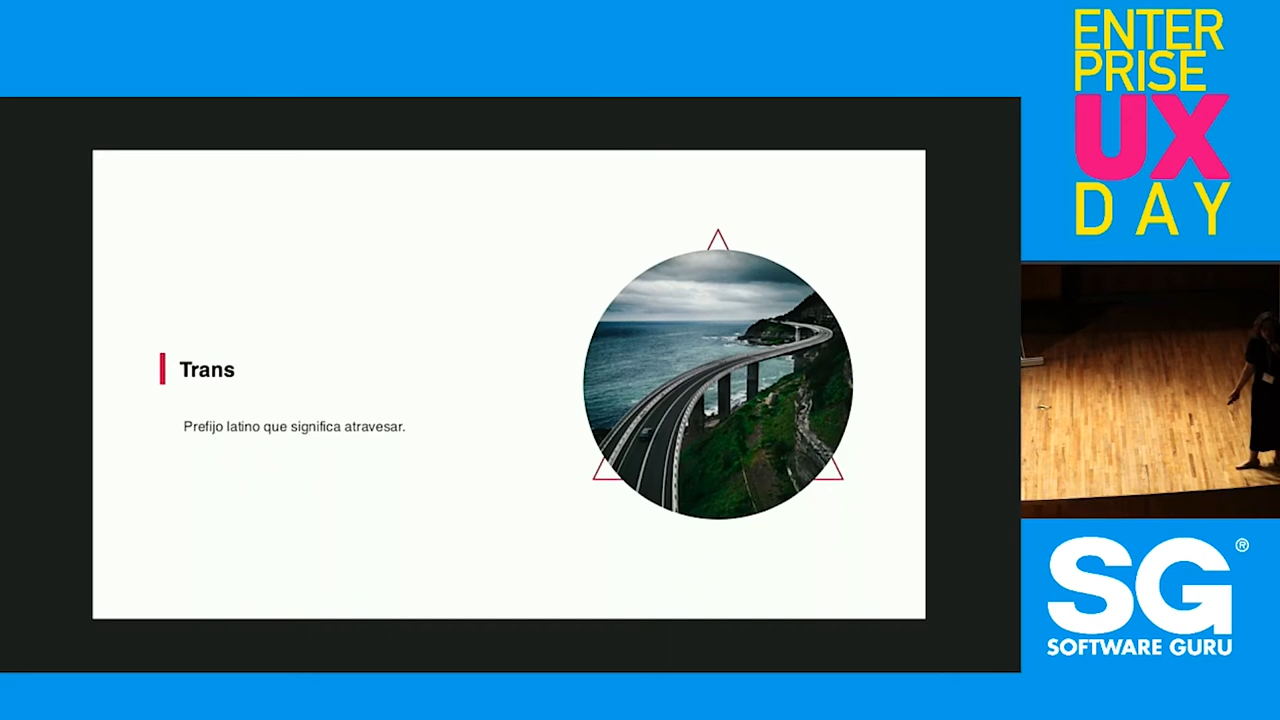 ENTER
PRISE
UX
DAY
Trans
Prefijo latino que significa atravesar.
SG®
SOFTWARE GURU